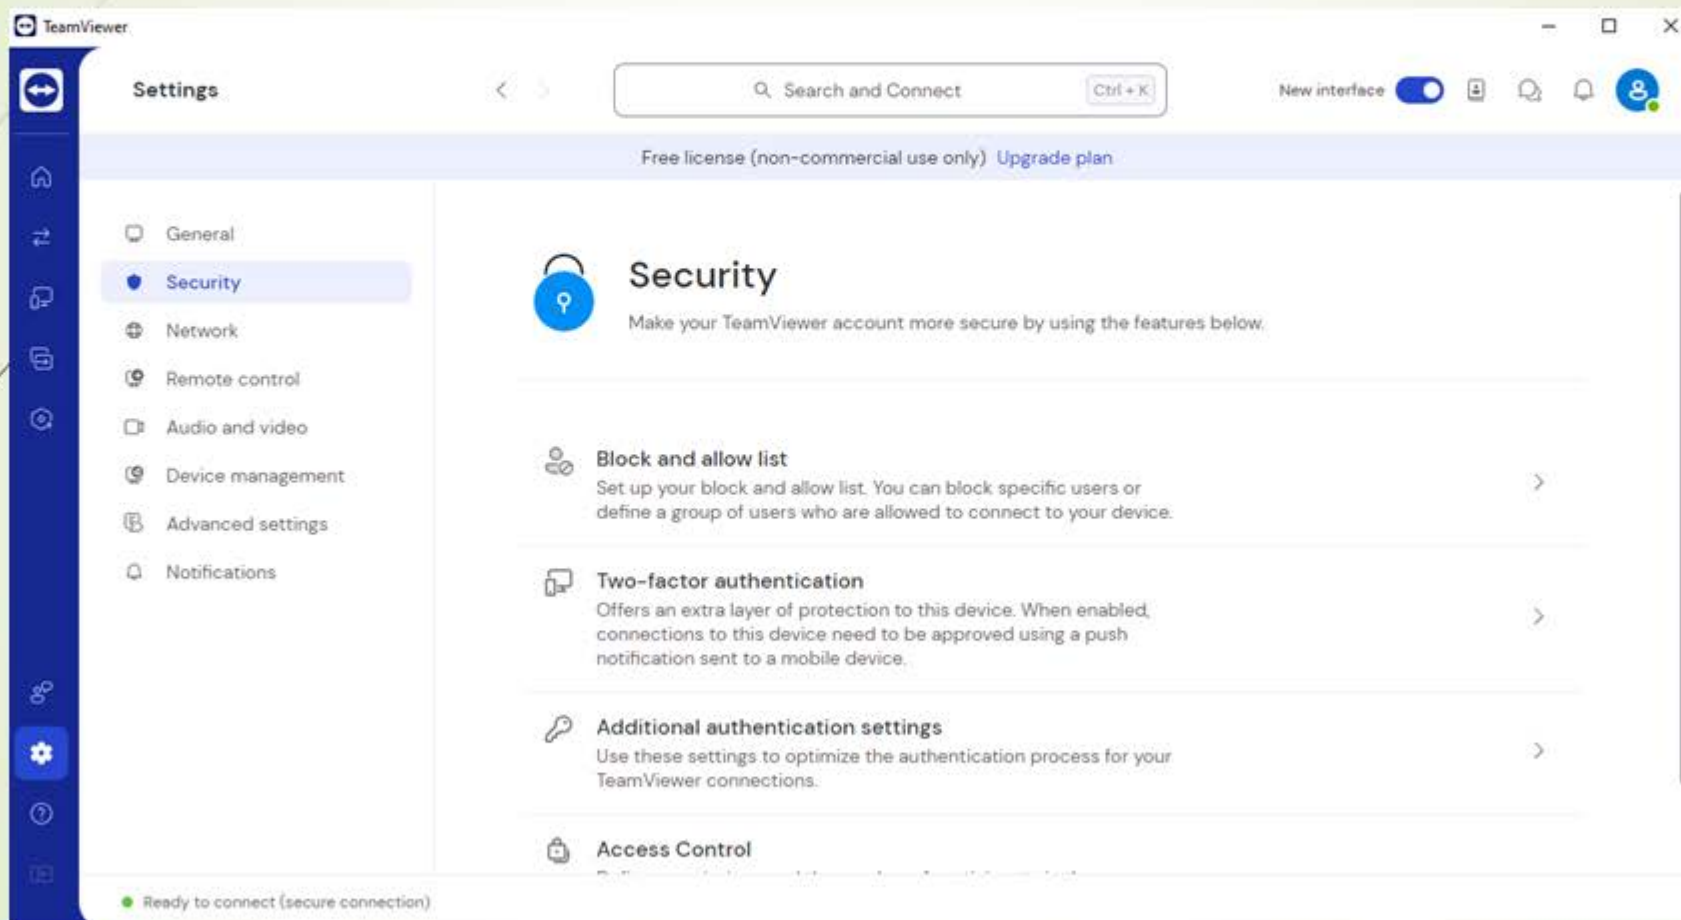 TeamViewer
Settings
Search and Connect
Ctrl + K
New interface
Free license (non-commercial use only) Upgrade plan
General
Security
Network
Remote control
Audio and video
Device management
Advanced settings
Notifications
Security
Make your TeamViewer account more secure by using the features below.
Block and allow list
Set up your block and allow list. You can block specific users or
define a group of users who are allowed to connect to your device.
Two-factor authentication
Offers an extra layer of protection to this device. When enabled,
connections to this device need to be approved using a push
notification sent to a mobile device.
Additional authentication settings
Use these settings to optimize the authentication process for your
TeamViewer connections.
Access Control
Ready to connect (secure connection)